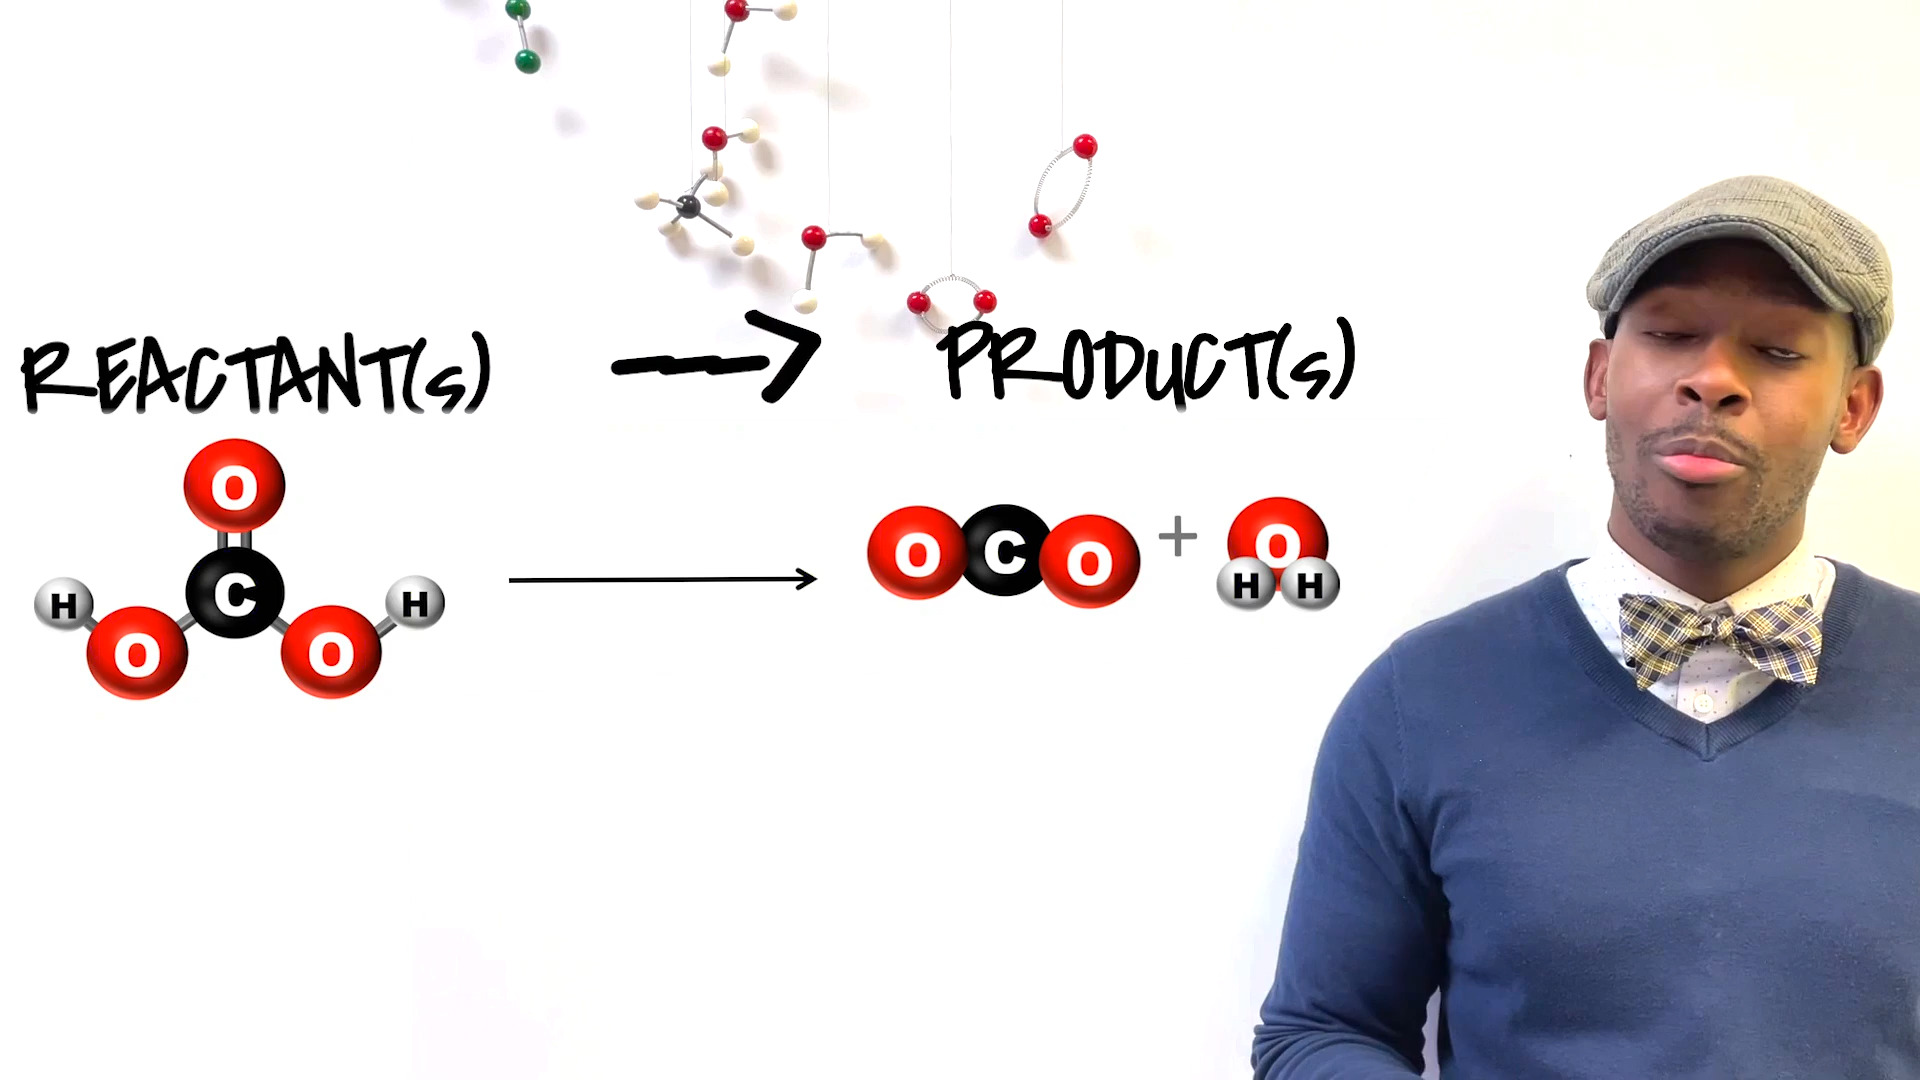 REACTANT(s) → PRODUCT(s)
O
C
H H
O O
O C O + O
H H